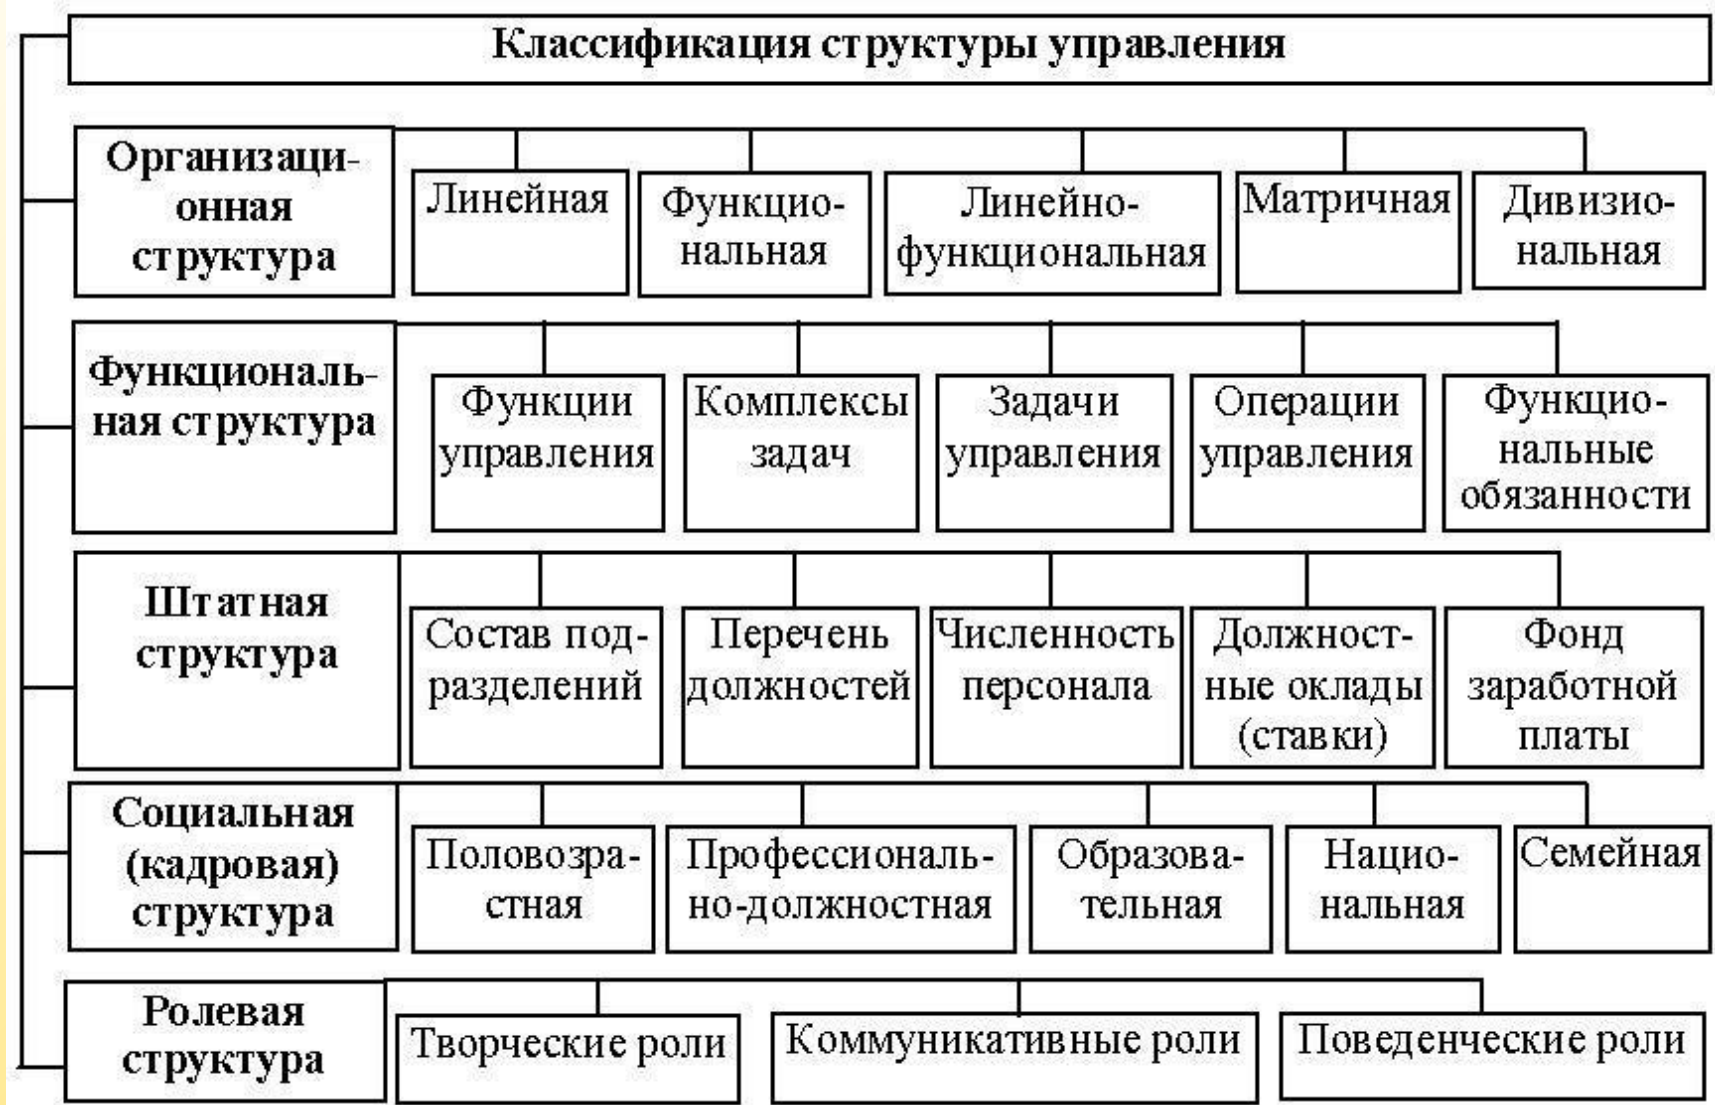 Классификация структуры управления
Организаци-
онная
структура
Линейная
Функцио-
нальная
Линейно-
функциональная
Матричная
Дивизио-
нальная
Функциональ-
ная структура
Функции
управления
Комплексы
задач
Задачи
управления
Операции
управления
Функцио-
нальные
обязанности
Штатная
структура
Состав под-
разделений
Перечень
должностей
Численность
персонала
Должност-
ные оклады
(ставки)
Фонд
заработной
платы
Социальная
(кадровая)
структура
Половозра-
стная
Профессиональ-
но-должностная
Образова-
тельная
Нацио-
нальная
Семейная
Ролевая
структура
Творческие роли
Коммуникативные роли
Поведенческие роли